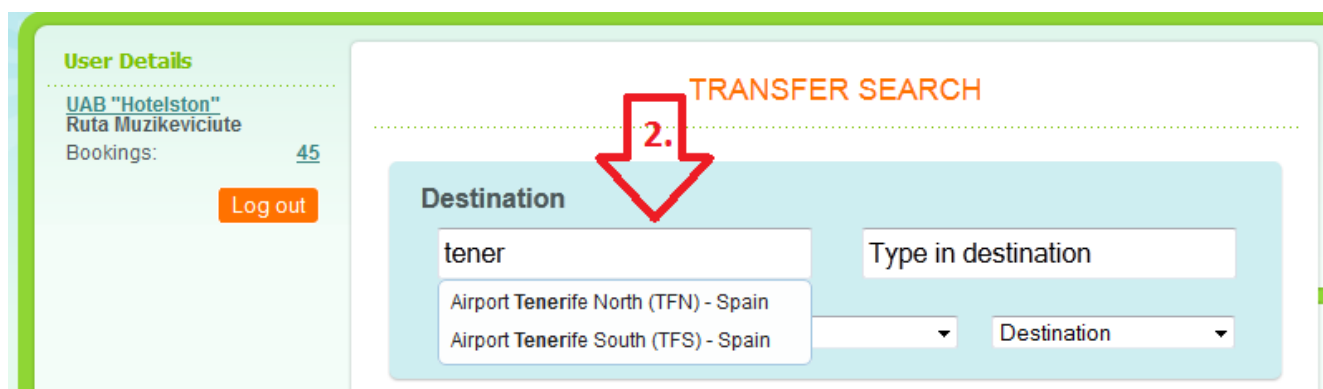 User Details
UAB "Hotelston"
Ruta Muzikeviciute
Bookings: 45
Log out
TRANSFER SEARCH
2.
Destination
tener
Type in destination
Airport Tenerife North (TFN) - Spain
Airport Tenerife South (TFS) - Spain
Destination